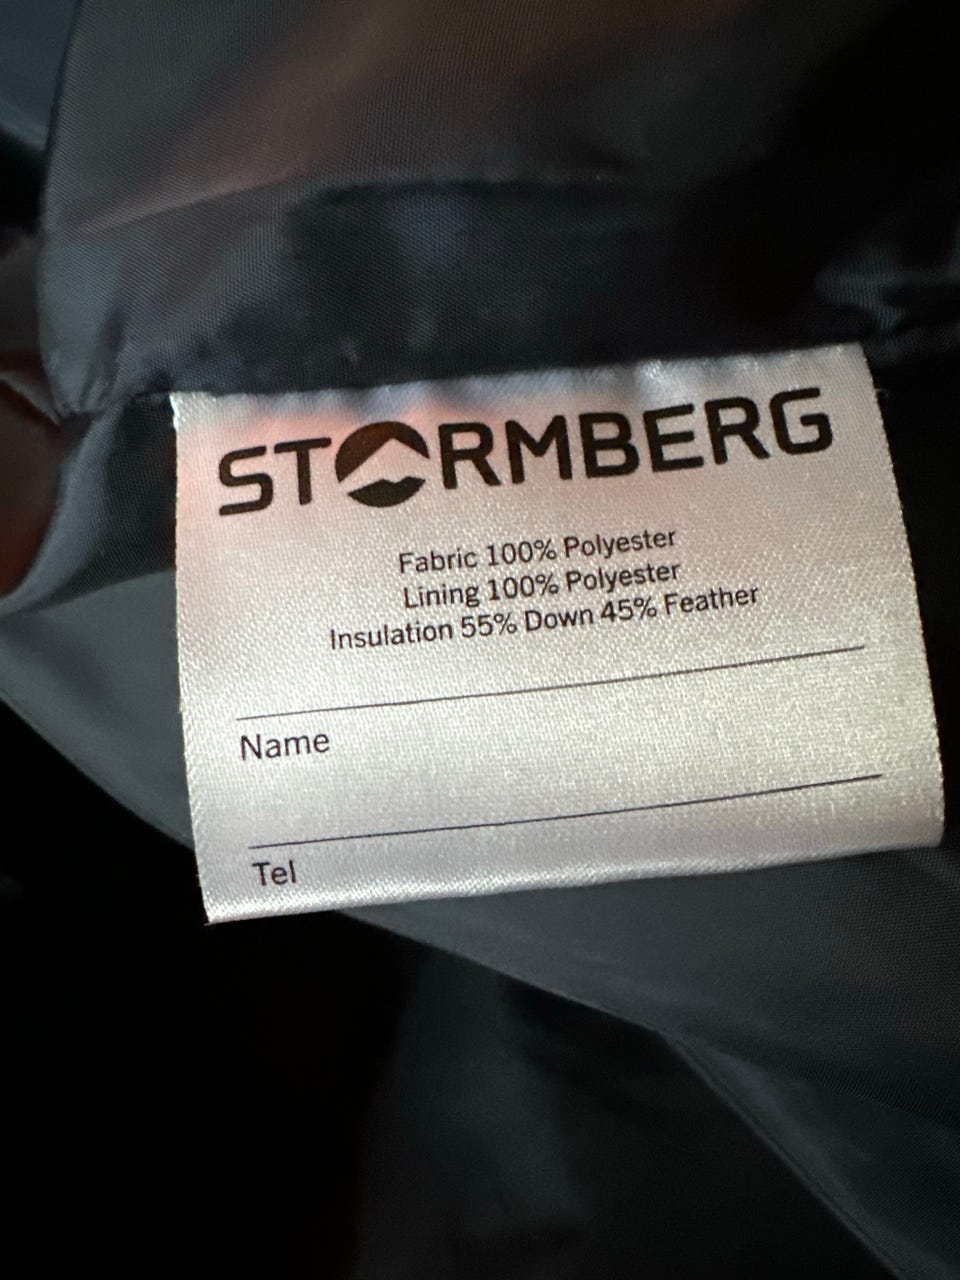 STORMBERG
Fabric 100% Polyester
Lining 100% Polyester
Insulation 55% Down 45% Feather
Name
Tel